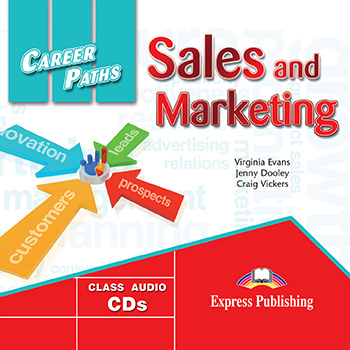 CAREER
PATHS
Sales and
Marketing
Virginia Evans
Jenny Dooley
Craig Vickers
novation
leads
customers
prospects
advertising
relations
CLASS AUDIO
CDs
Express Publishing